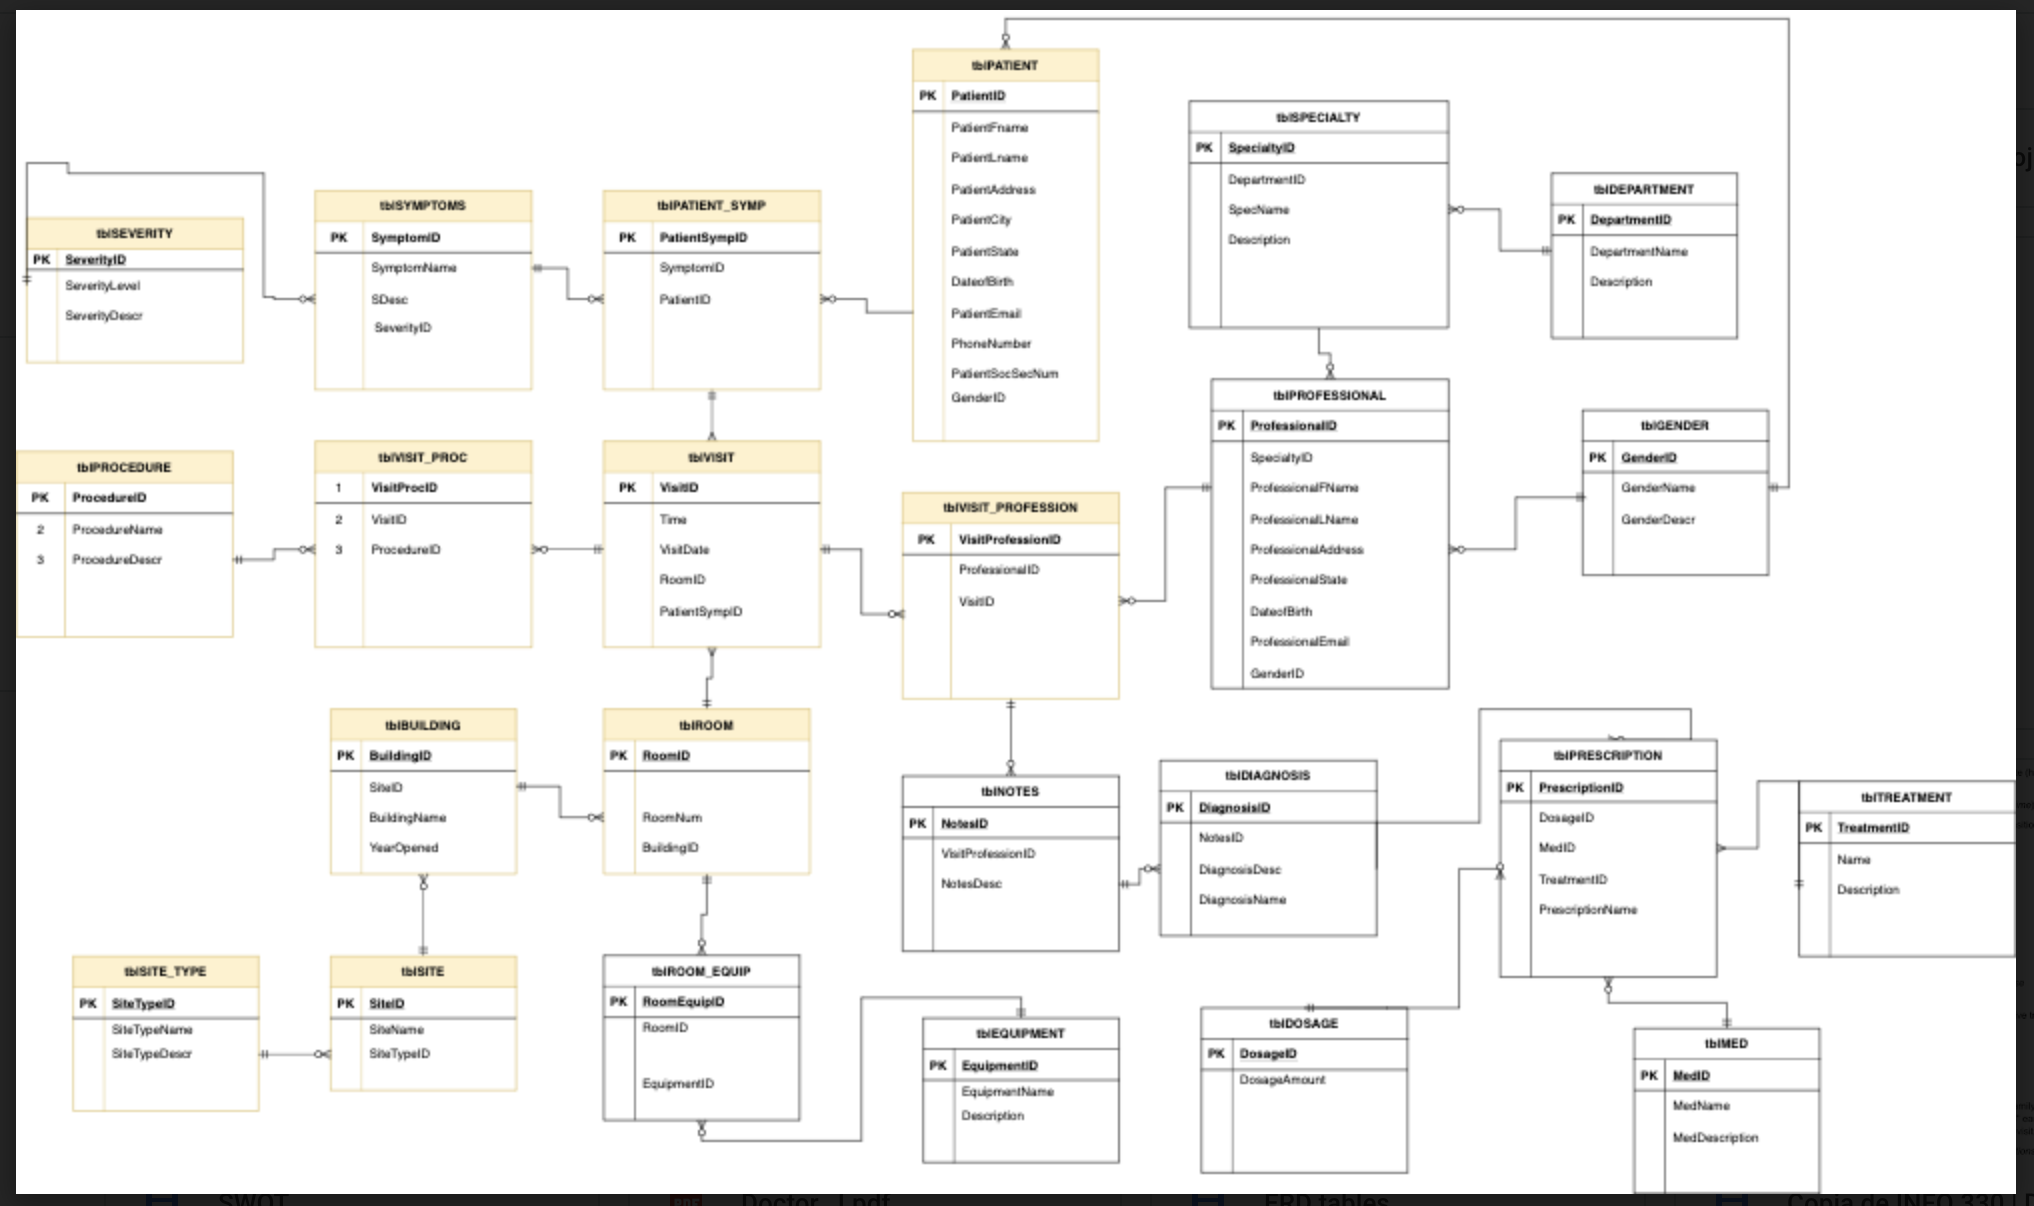 tblPATIENT
PK PatientID
PatientFname
PatientLname
PatientAddress
PatientCity
PatientState
DateofBirth
PatientEmail
PhoneNumber
PatientSocSecNum
GenderID
tblSPECIALTY
PK SpecialtyID
DepartmentID
SpecName
Description
tblDEPARTMENT
PK DepartmentID
DepartmentName
Description
tblSEVERITY
PK SeverityID
SeverityLevel
SeverityDescr
tblSYMPTOMS
PK SymptomID
SymptomName
SDesc
SeverityID
tblPATIENT_SYMP
PK PatientSympID
SymptomID
PatientID
tblPROCEDURE
PK ProcedureID
2 ProcedureName
3 ProcedureDescr
tblVISIT_PROC
1 VisitProcID
2 VisitID
3 ProcedureID
tblVISIT
PK VisitID
Time
VisitDate
RoomID
PatientSympID
tblVISIT_PROFESSION
PK VisitProfessionID
ProfessionalID
VisitID
tblPROFESSIONAL
PK ProfessionalID
SpecialtyID
ProfessionalFName
ProfessionalLName
ProfessionalAddress
ProfessionalState
DateofBirth
ProfessionalEmail
GenderID
tblGENDER
PK GenderID
GenderName
GenderDescr
tblBUILDING
PK BuildingID
SiteID
BuildingName
YearOpened
tblROOM
PK RoomID
RoomNum
BuildingID
tblNOTES
PK NotesID
VisitProfessionID
NotesDesc
tblDIAGNOSIS
PK DiagnosisID
NotesID
DiagnosisDesc
DiagnosisName
tblPRESCRIPTION
PK PrescriptionID
DosageID
MedID
TreatmentID
PrescriptionName
tblTREATMENT
PK TreatmentID
Name
Description
tblSITE_TYPE
PK SiteTypeID
SiteTypeName
SiteTypeDescr
tblSITE
PK SiteID
SiteName
SiteTypeID
tblROOM_EQUIP
PK RoomEquipID
RoomID
EquipmentID
tblEQUIPMENT
PK EquipmentID
EquipmentName
Description
tblDOSAGE
PK DosageID
DosageAmount
tblMED
PK MedID
MedName
MedDescription
SWOT
ERD tables
Copia de INFO 330